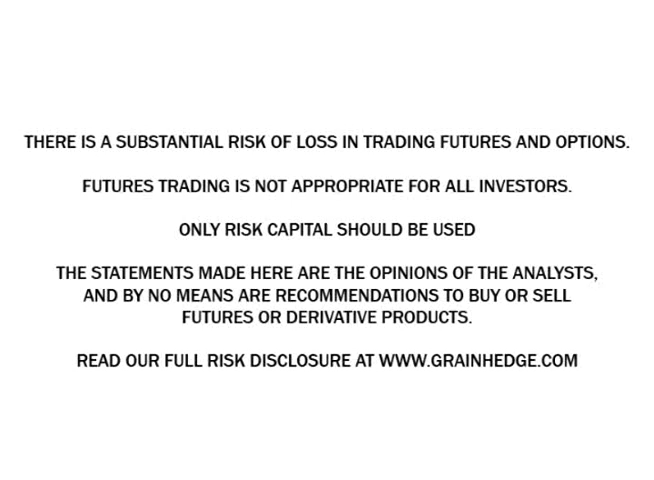 THERE IS A SUBSTANTIAL RISK OF LOSS IN TRADING FUTURES AND OPTIONS.
FUTURES TRADING IS NOT APPROPRIATE FOR ALL INVESTORS.
ONLY RISK CAPITAL SHOULD BE USED
THE STATEMENTS MADE HERE ARE THE OPINIONS OF THE ANALYSTS,
AND BY NO MEANS ARE RECOMMENDATIONS TO BUY OR SELL
FUTURES OR DERIVATIVE PRODUCTS.
READ OUR FULL RISK DISCLOSURE AT WWW.GRAINHEDGE.COM